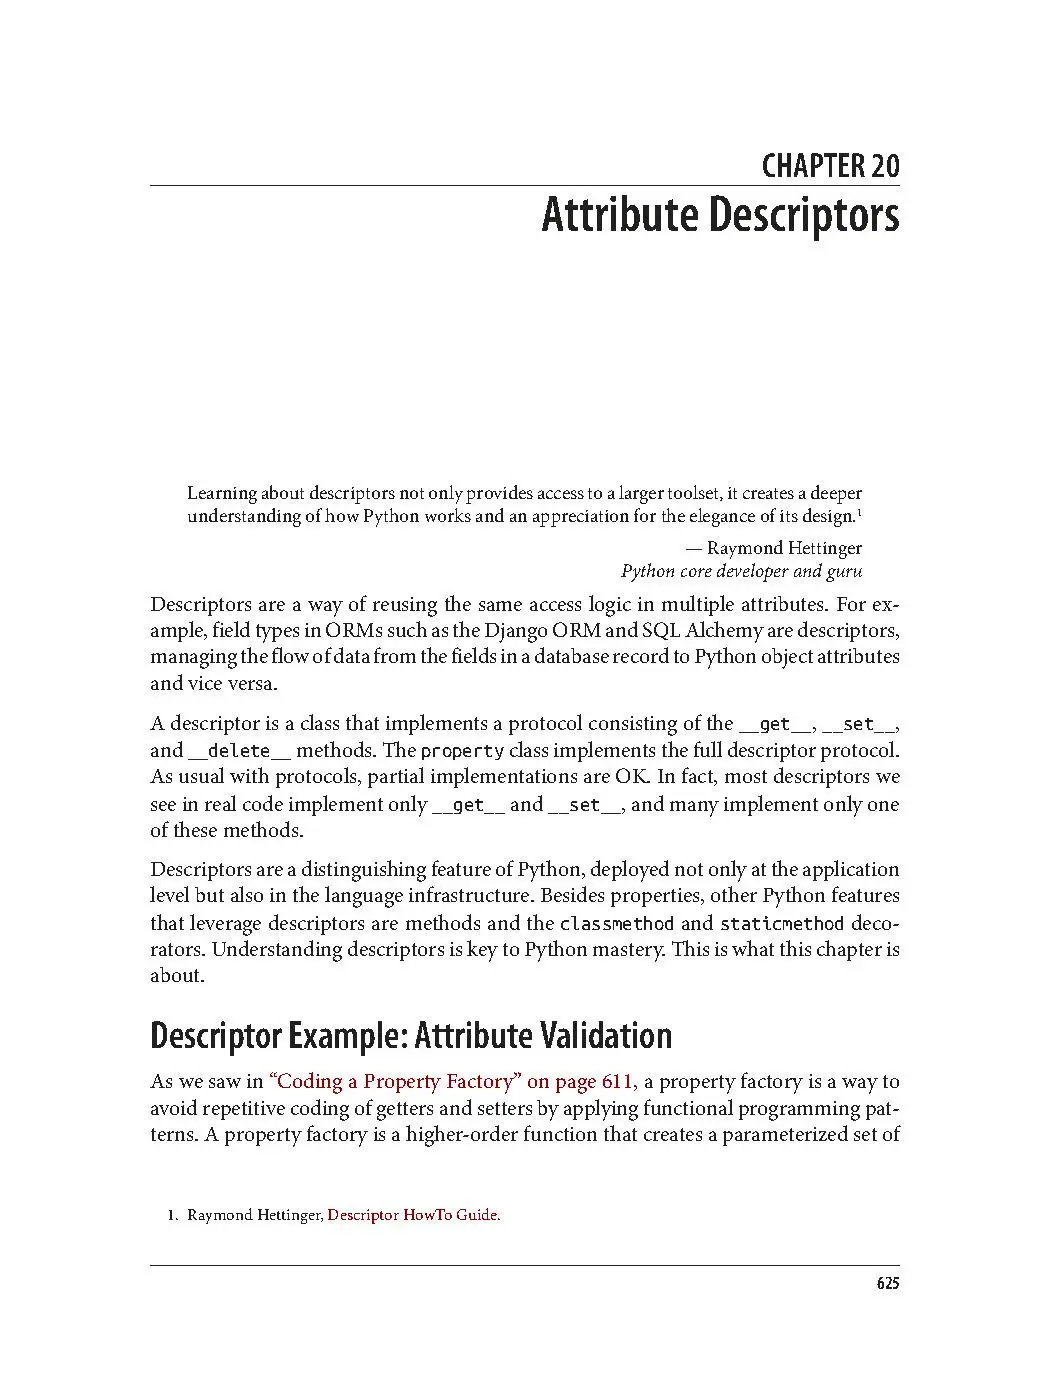 CHAPTER 20
Attribute Descriptors
Learning about descriptors not only provides access to a larger toolset, it creates a deeper
understanding of how Python works and an appreciation for the elegance of its design.¹
— Raymond Hettinger
Python core developer and guru
Descriptors are a way of reusing the same access logic in multiple attributes. For ex-
ample, field types in ORMs such as the Django ORM and SQL Alchemy are descriptors,
managing the flow of data from the fields in a database record to Python object attributes
and vice versa.
A descriptor is a class that implements a protocol consisting of the __get__, __set__,
and __delete__ methods. The property class implements the full descriptor protocol.
As usual with protocols, partial implementations are OK. In fact, most descriptors we
see in real code implement only __get__ and __set__, and many implement only one
of these methods.
Descriptors are a distinguishing feature of Python, deployed not only at the application
level but also in the language infrastructure. Besides properties, other Python features
that leverage descriptors are methods and the classmethod and staticmethod deco-
rators. Understanding descriptors is key to Python mastery. This is what this chapter is
about.
Descriptor Example: Attribute Validation
As we saw in “Coding a Property Factory” on page 611, a property factory is a way to
avoid repetitive coding of getters and setters by applying functional programming pat-
terns. A property factory is a higher-order function that creates a parameterized set of
1. Raymond Hettinger, Descriptor HowTo Guide.
625